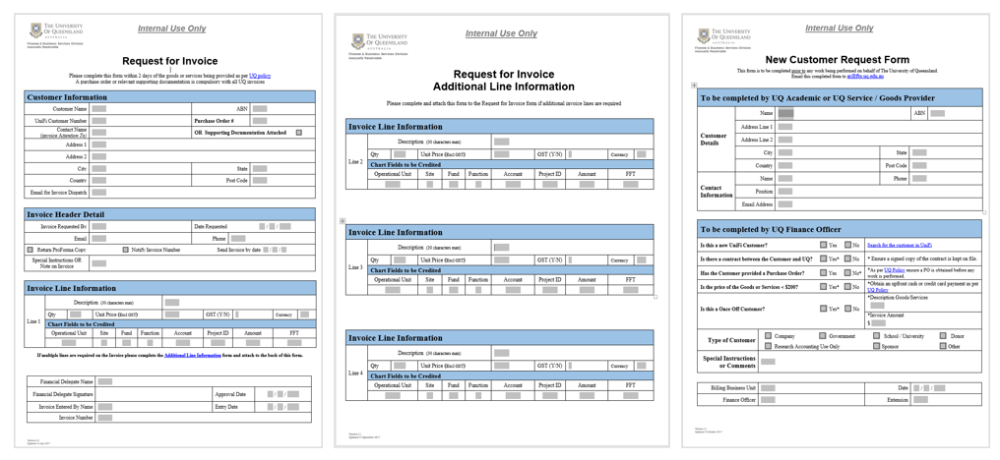 THE UNIVERSITY
OF QUEENSLAND
AUSTRALIA
Finance & Business Services Division
Accounts Receivable
Internal Use Only
Request for Invoice
Please complete this form within 2 days of the goods or services being provided as per UQ policy
A purchase order or relevant supporting documentation is compulsory with all UQ invoices
Customer Information
Customer Name ABN
UniFi Customer Number Purchase Order #
Contact Name
(invoice Attention To) OR Supporting Documentation Attached
Address 1
Address 2
City State
Country Post Code
Email for Invoice Dispatch
Invoice Header Detail
Invoice Requested By Date Requested / /
Email Phone
Return ProForma Copy Notify Invoice Number Send Invoice by date / /
Special Instructions OR
Note on Invoice
Invoice Line Information
Line 1
Description (30 characters max)
Qty Unit Price (Excl GST) GST (Y/N) Currency
Chart Fields to be Credited
Operational Unit Site Fund Function Account Project ID Amount FFT
If multiple lines are required on the Invoice please complete the Additional Line Information form and attach to the back of this form.
Financial Delegate Name
Financial Delegate Signature Approval Date / /
Invoice Entered By Name Entry Date / /
Invoice Number
THE UNIVERSITY
OF QUEENSLAND
AUSTRALIA
Finance & Business Services Division
Accounts Receivable
Internal Use Only
Request for Invoice
Additional Line Information
Please complete and attach this form to the Request for Invoice form if additional invoice lines are required
Invoice Line Information
Line 2
Description (30 characters max)
Qty Unit Price (Excl GST) GST (Y/N) Currency
Chart Fields to be Credited
Operational Unit Site Fund Function Account Project ID Amount FFT
Invoice Line Information
Line 3
Description (30 characters max)
Qty Unit Price (Excl GST) GST (Y/N) Currency
Chart Fields to be Credited
Operational Unit Site Fund Function Account Project ID Amount FFT
Invoice Line Information
Line 4
Description (30 characters max)
Qty Unit Price (Excl GST) GST (Y/N) Currency
Chart Fields to be Credited
Operational Unit Site Fund Function Account Project ID Amount FFT
THE UNIVERSITY
OF QUEENSLAND
AUSTRALIA
Finance & Business Services Division
Accounts Receivable
Internal Use Only
New Customer Request Form
This form is to be completed prior to any work being performed on behalf of The University of Queensland.
Email this completed form to
To be completed by UQ Academic or UQ Service / Goods Provider
Customer
Details
Name ABN
Address Line 1
Address Line 2
City State
Country Post Code
Contact
Information
Name Phone
Position
Email Address
To be completed by UQ Finance Officer
Is this a new UniFi Customer? Yes No Search for the customer in UniFi
Is there a contract between the Customer and UQ? Yes* No * Ensure a signed copy of the contract is kept on file.
Has the Customer provided a Purchase Order? Yes No* *As per UQ Policy ensure a PO is obtained before any
work is performed.
Is the price of the Goods or Services < $200? Yes* No *Obtain an upfront cash or credit card payment as per
UQ Policy
Is this a Once Off Customer? Yes* No *Description Goods/Services
*Invoice Amount
$
Type of Customer Company Government School / University Donor
Research Accounting Use Only Sponsor Other
Special Instructions
or Comments
Billing Business Unit Date / /
Finance Officer Extension